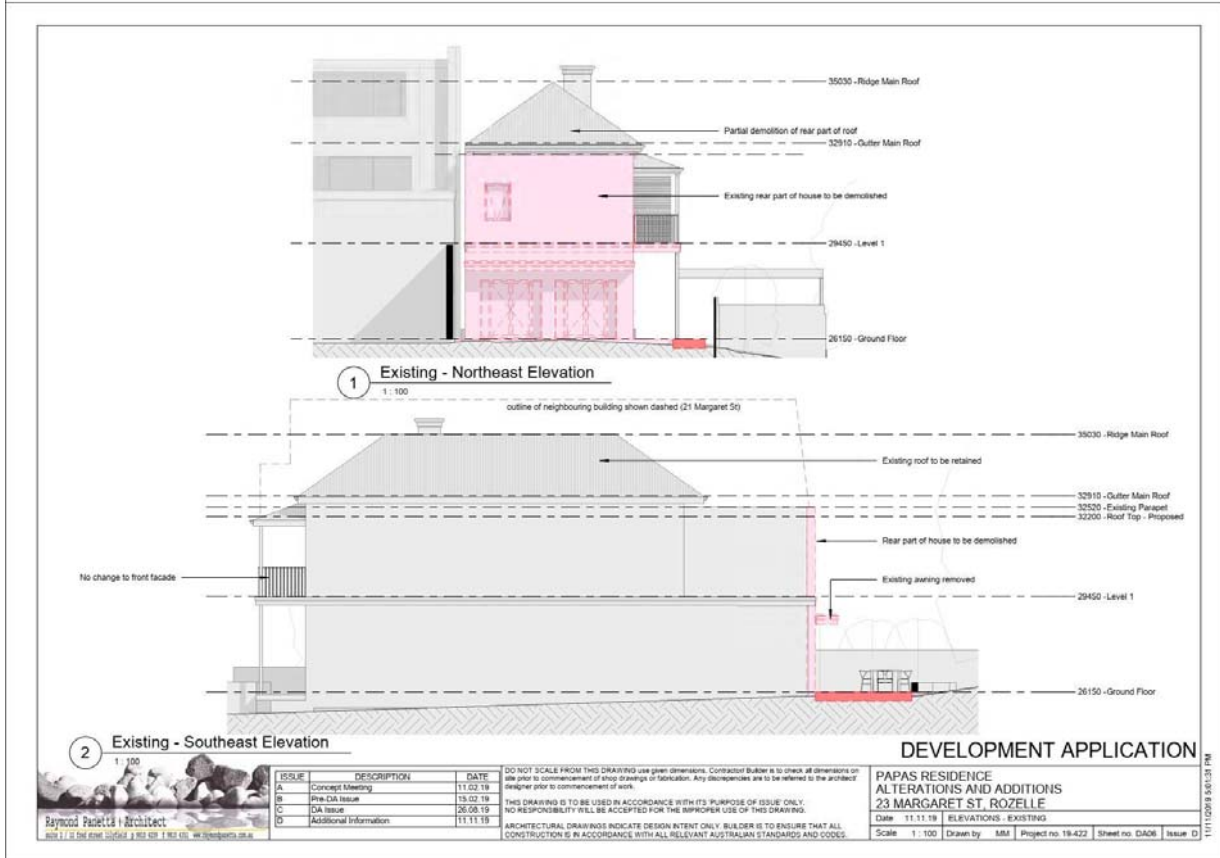 35030 - Ridge Main Roof
Partial demolition of rear part of roof
32910 - Gutter Main Roof
Existing rear part of house to be demolished
29450 - Level 1
26150 - Ground Floor
1
Existing - Northeast Elevation
1 : 100
outline of neighbouring building shown dashed (21 Margaret St)
35030 - Ridge Main Roof
Existing roof to be retained
32910 - Gutter Main Roof
32520 - Existing Parapet
32200 - Roof Top - Proposed
Rear part of house to be demolished
No change to front facade
Existing awning removed
29450 - Level 1
26150 - Ground Floor
2
Existing - Southeast Elevation
1 : 100
DEVELOPMENT APPLICATION
Raymond Panetta Architect
ISSUE DESCRIPTION DATE
A Concept Meeting 11.02.19
B Pre-DA Issue 15.02.19
C DA Issue 26.08.19
D Additional Information 11.11.19
DO NOT SCALE FROM THIS DRAWING use given dimensions. Contractor/ Builder is to check all dimensions on
site prior to commencement of shop drawings or fabrication. Any discrepancies are to be referred to the architect/
designer prior to commencement of work.
THIS DRAWING IS TO BE USED IN ACCORDANCE WITH ITS 'PURPOSE OF ISSUE' ONLY.
NO RESPONSIBILITY WILL BE ACCEPTED FOR THE IMPROPER USE OF THIS DRAWING.
ARCHITECTURAL DRAWINGS INDICATE DESIGN INTENT ONLY. BUILDER IS TO ENSURE THAT ALL
CONSTRUCTION IS IN ACCORDANCE WITH ALL RELEVANT AUSTRALIAN STANDARDS AND CODES.
PAPAS RESIDENCE
ALTERATIONS AND ADDITIONS
23 MARGARET ST, ROZELLE
Date 11.11.19 ELEVATIONS - EXISTING
Scale 1 : 100 Drawn by MM Project no. 19-422 Sheet no. DA06 Issue D
11/11/2019 5:01:31 PM